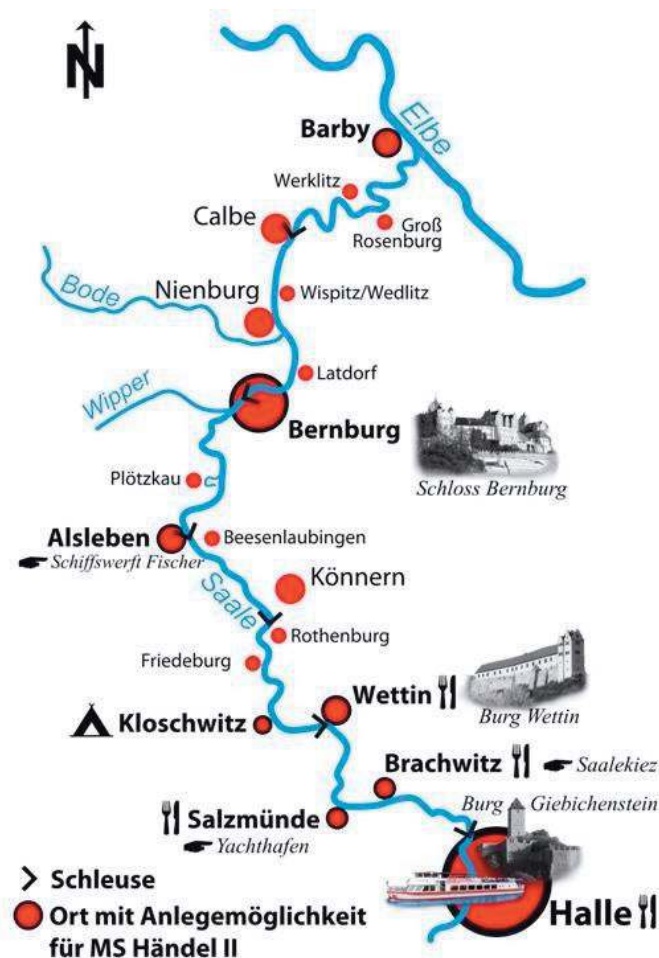 N
Elbe
Barby
Werklitz
Calbe
Groß
Rosenburg
Bode
Nienburg
Wispitz/Wedlitz
Latdorf
Wipper
Bernburg
Schloss Bernburg
Plötzkau
Alsleben
Beesenlaubingen
Schiffswerft Fischer
Könnern
Saale
Rothenburg
Friedeburg
Wettin
Burg Wettin
Kloschwitz
Brachwitz
Saalekiez
Burg Giebichenstein
Salzmünde
Yachthafen
Schleuse
Halle
Ort mit Anlegemöglichkeit
für MS Händel II